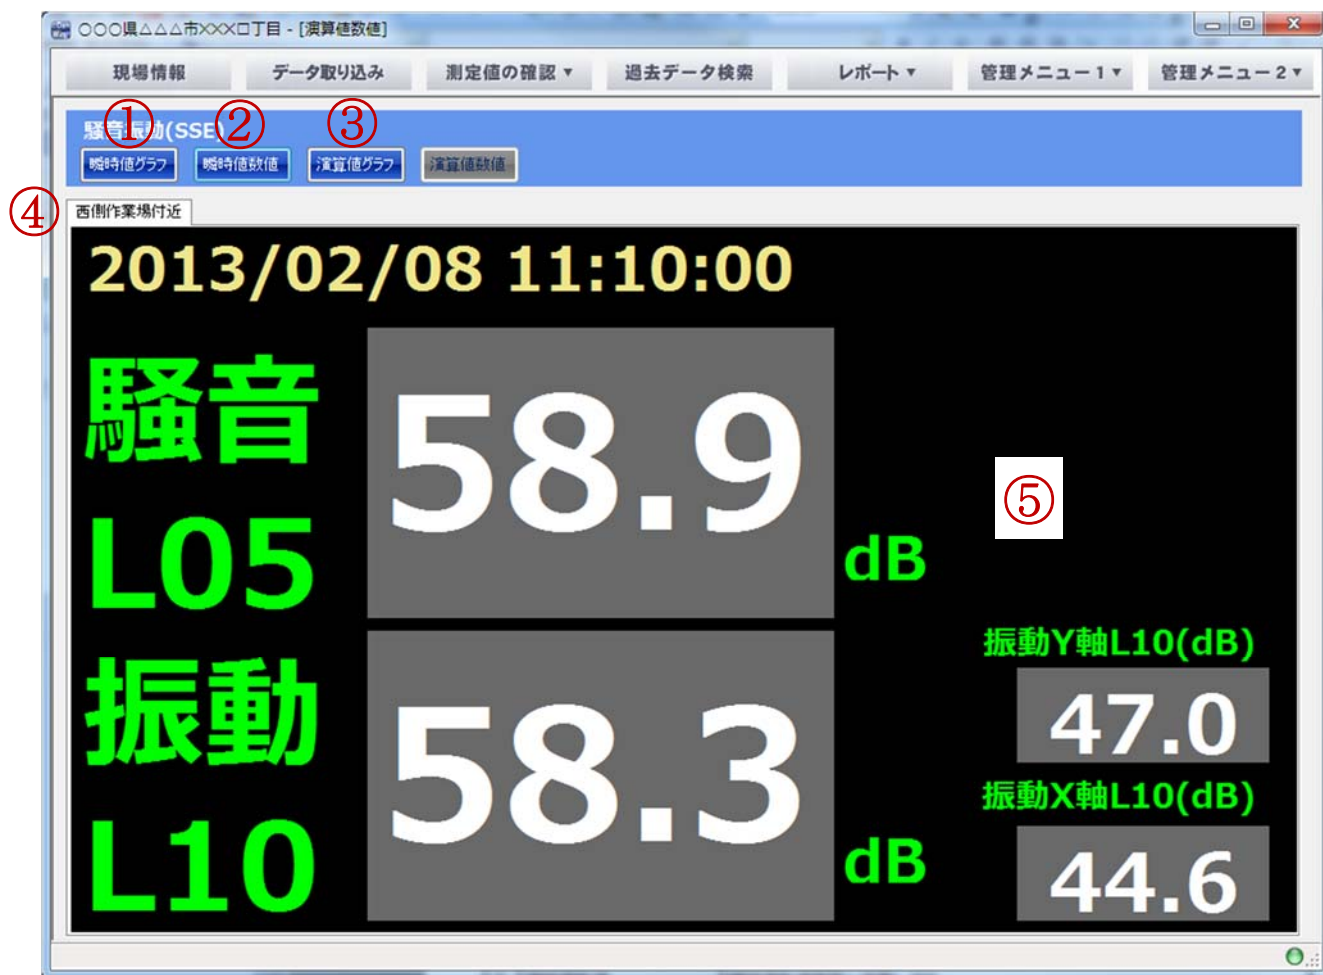 ○○○県△△△市×××ロ丁目 - [演算値数値]
現場情報 データ取り込み 測定値の確認 ▼ 過去データ検索 レポート ▼ 管理メニュー1 ▼ 管理メニュー2 ▼
① ② ③
騒音振動(SSE)
瞬時値グラフ 瞬時値数値 演算値グラフ 演算値数値
④ 西側作業場付近
2013/02/08 11:10:00
騒音
L05
58.9 dB
⑤
振動
L10
58.3 dB
振動Y軸L10(dB)
47.0
振動X軸L10(dB)
44.6